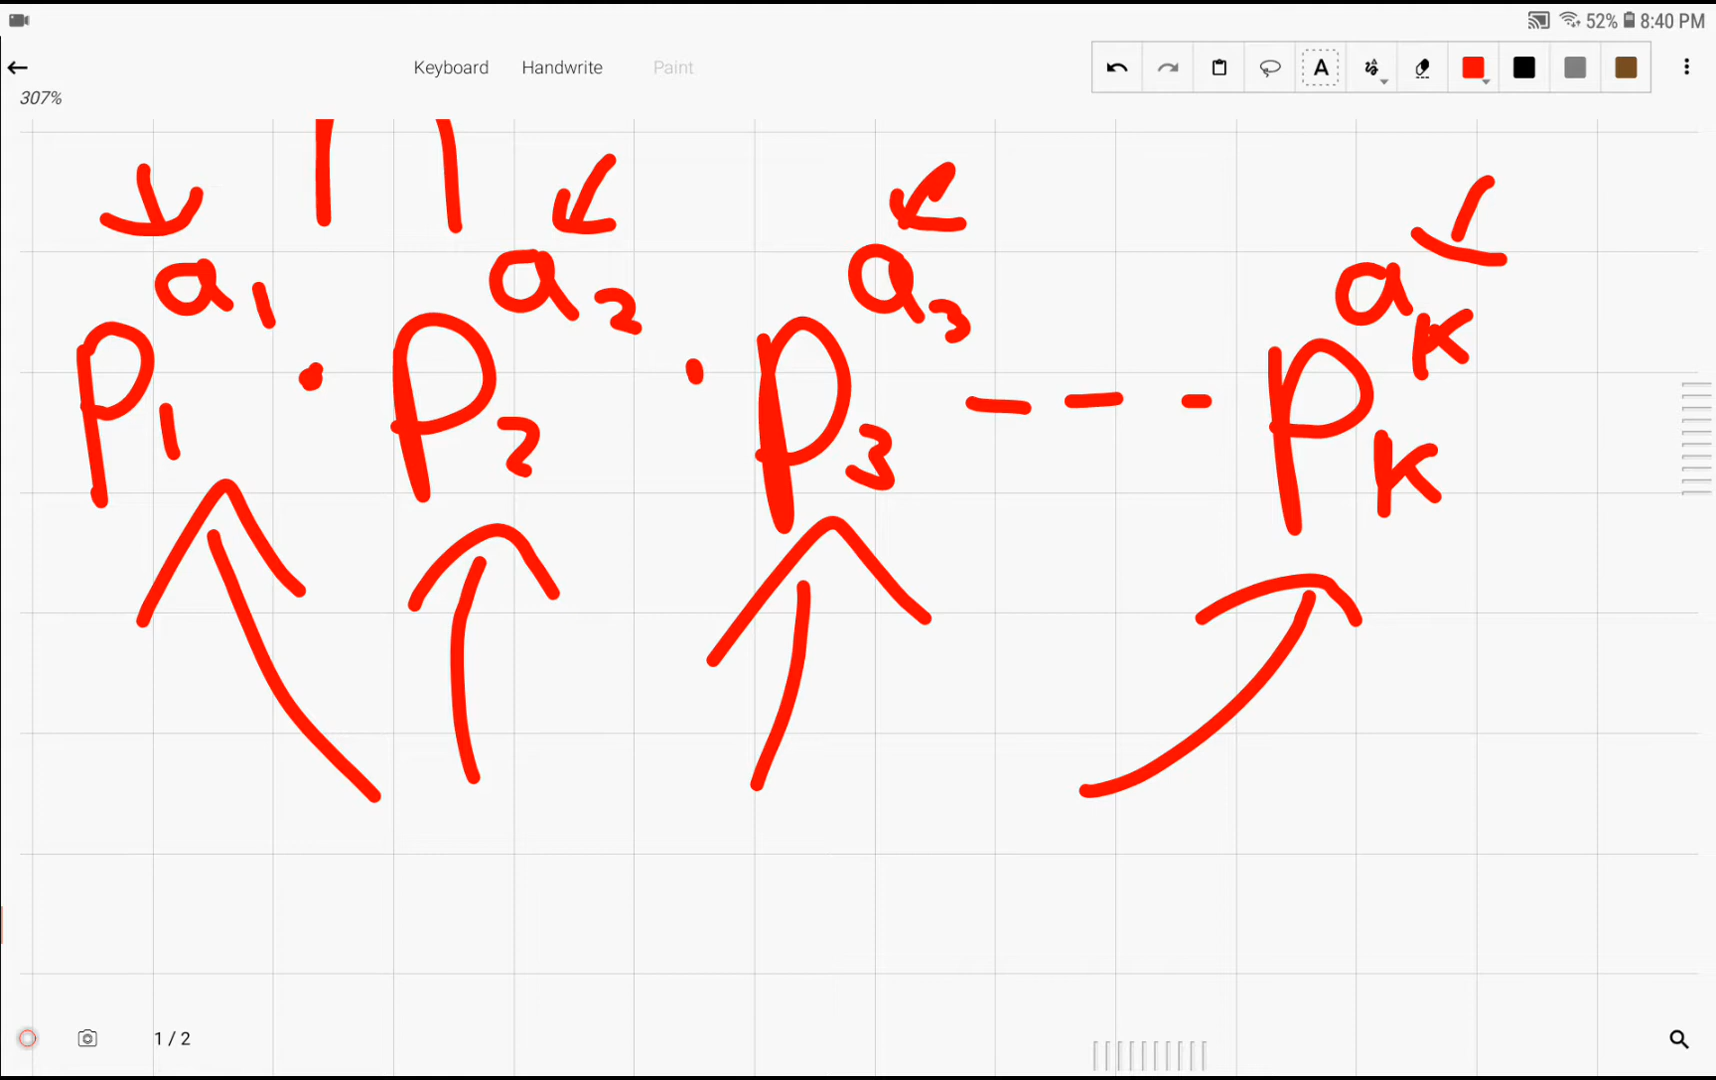 52% 8:40 PM
Keyboard Handwrite Paint A
307%
p₁^a₁ · p₂^a₂ · p₃^a₃ - - - p_K^a_K
1 / 2